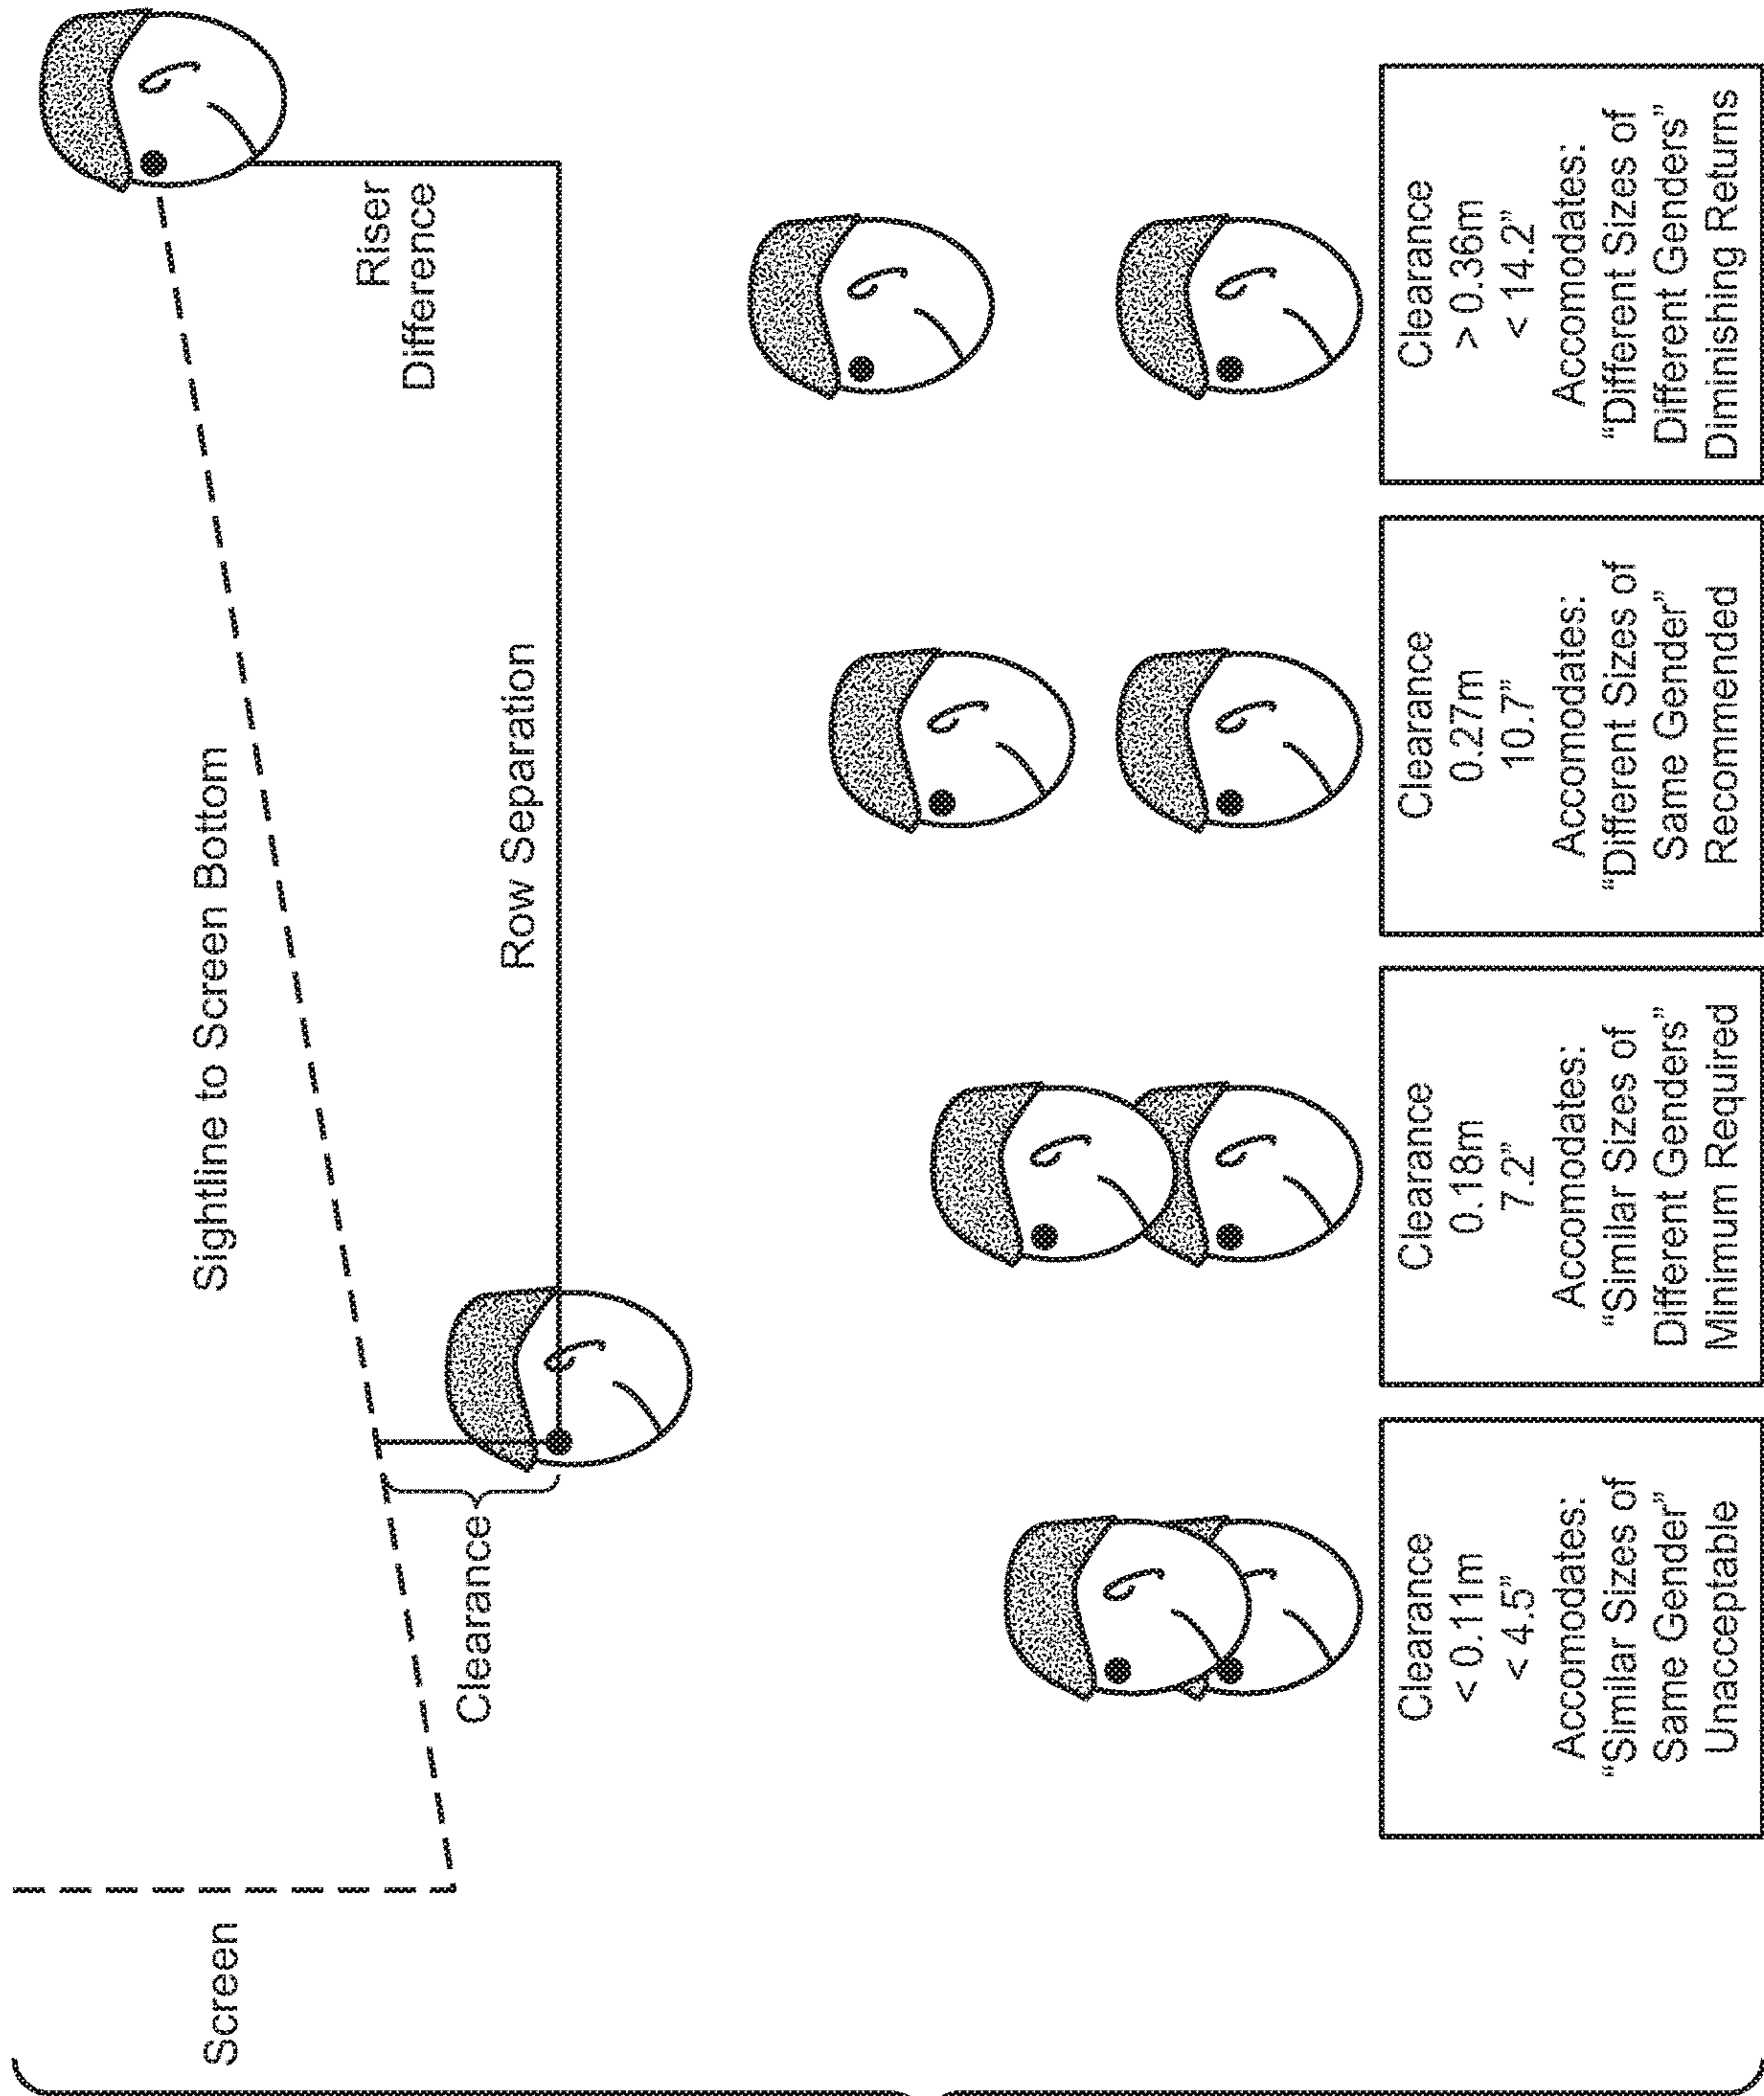 Screen
Sightline to Screen Bottom
Riser
Difference
Clearance
Row Separation
Clearance
< 0.11m
< 4.5”
Accomodates:
“Similar Sizes of
Same Gender”
Unacceptable
Clearance
0.18m
7.2”
Accomodates:
“Similar Sizes of
Different Genders”
Minimum Required
Clearance
0.27m
10.7”
Accomodates:
“Different Sizes of
Same Gender”
Recommended
Clearance
> 0.36m
< 14.2”
Accomodates:
“Different Sizes of
Different Genders”
Diminishing Returns